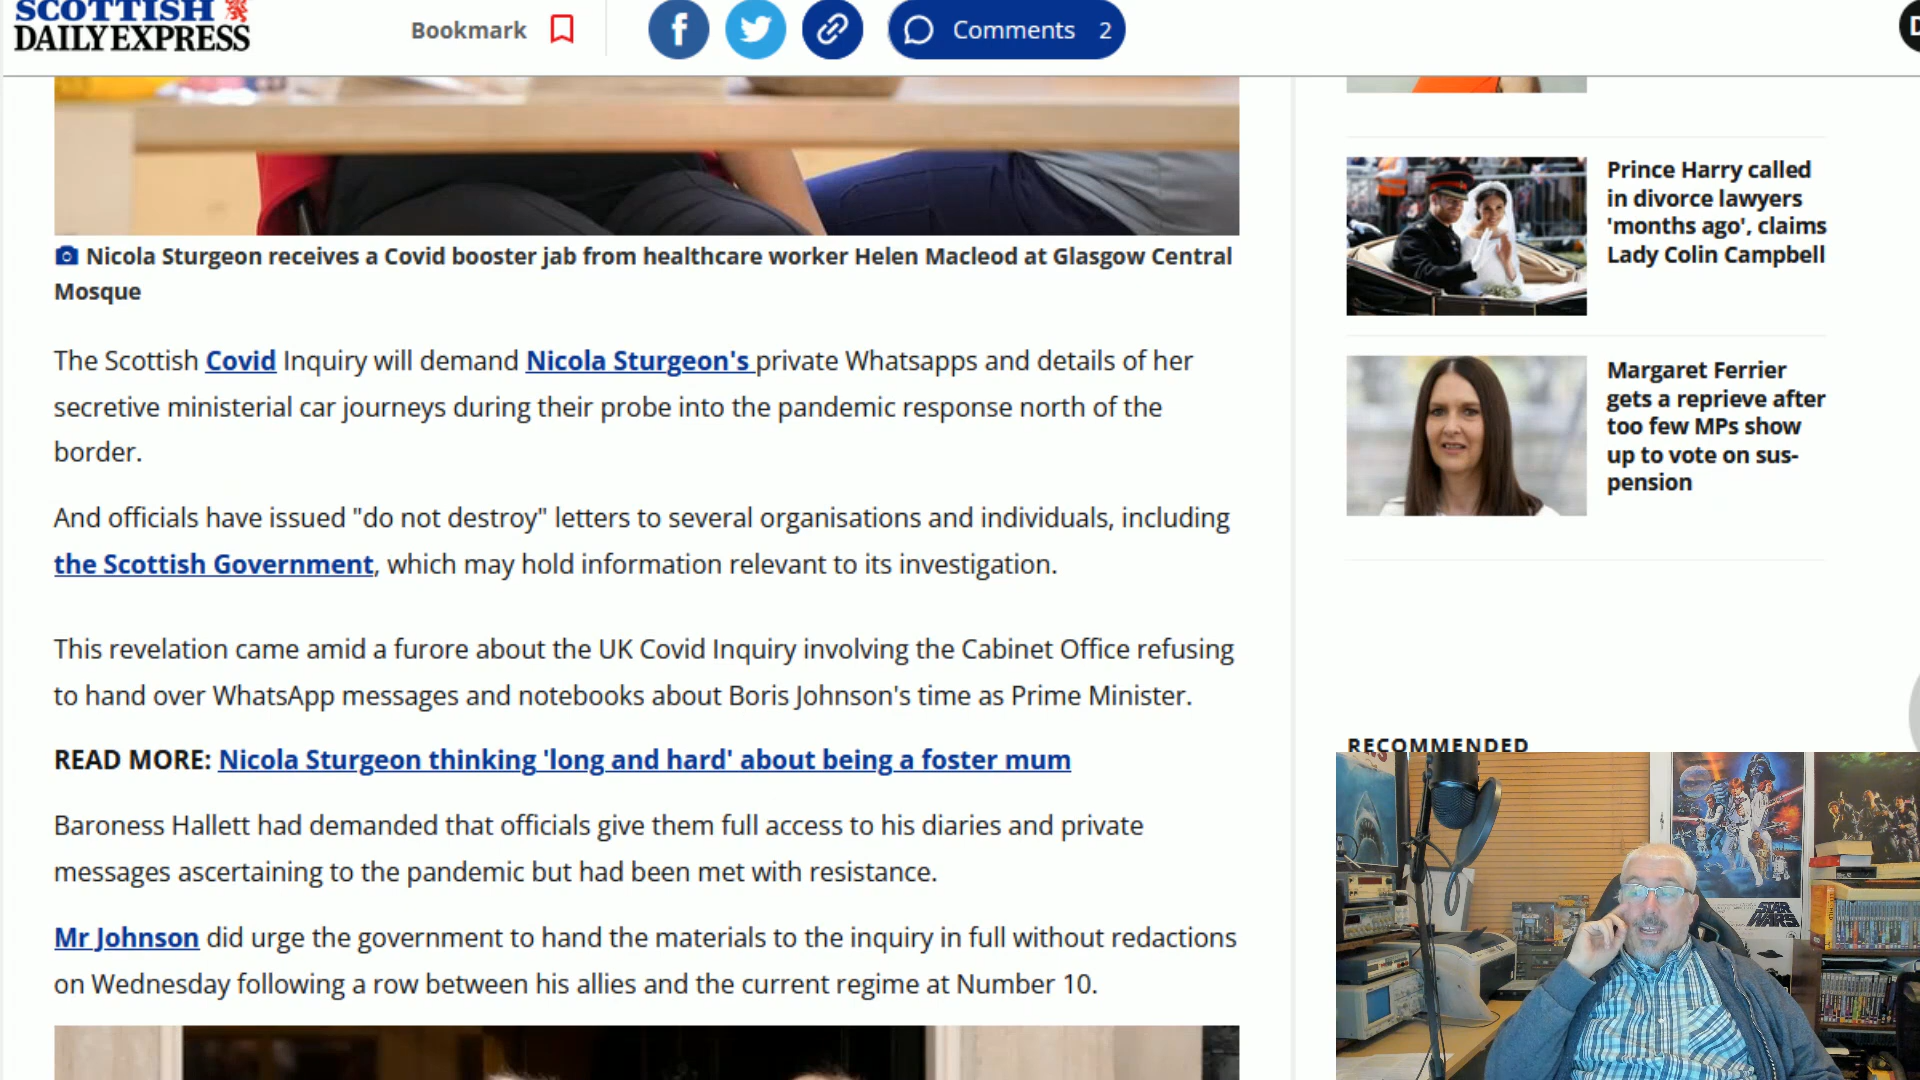 SCOTTISH
DAILY EXPRESS
Bookmark
Comments 2
Nicola Sturgeon receives a Covid booster jab from healthcare worker Helen Macleod at Glasgow Central
Mosque
The Scottish Covid Inquiry will demand Nicola Sturgeon's private Whatsapps and details of her
secretive ministerial car journeys during their probe into the pandemic response north of the
border.
And officials have issued "do not destroy" letters to several organisations and individuals, including
the Scottish Government, which may hold information relevant to its investigation.
This revelation came amid a furore about the UK Covid Inquiry involving the Cabinet Office refusing
to hand over WhatsApp messages and notebooks about Boris Johnson's time as Prime Minister.
READ MORE: Nicola Sturgeon thinking 'long and hard' about being a foster mum
Baroness Hallett had demanded that officials give them full access to his diaries and private
messages ascertaining to the pandemic but had been met with resistance.
Mr Johnson did urge the government to hand the materials to the inquiry in full without redactions
on Wednesday following a row between his allies and the current regime at Number 10.
Prince Harry called
in divorce lawyers
'months ago', claims
Lady Colin Campbell
Margaret Ferrier
gets a reprieve after
too few MPs show
up to vote on sus-
pension
RECOMMENDED
STAR
WARS